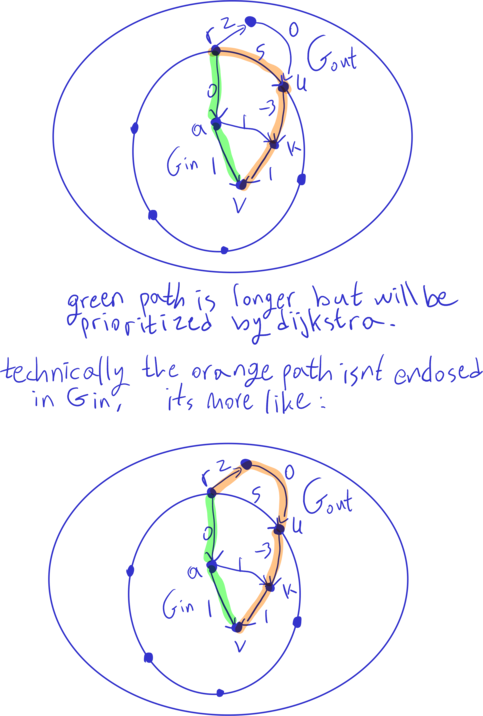 r 2 0
5 Gout
u
0 -3
a 1
K
Gin 1 1
v
green path is longer but will be
prioritized by dijkstra.
technically the orange path isnt enclosed
in Gin, its more like:
r 2 0
5 Gout
u
0 -3
a 1
K
Gin 1 1
v